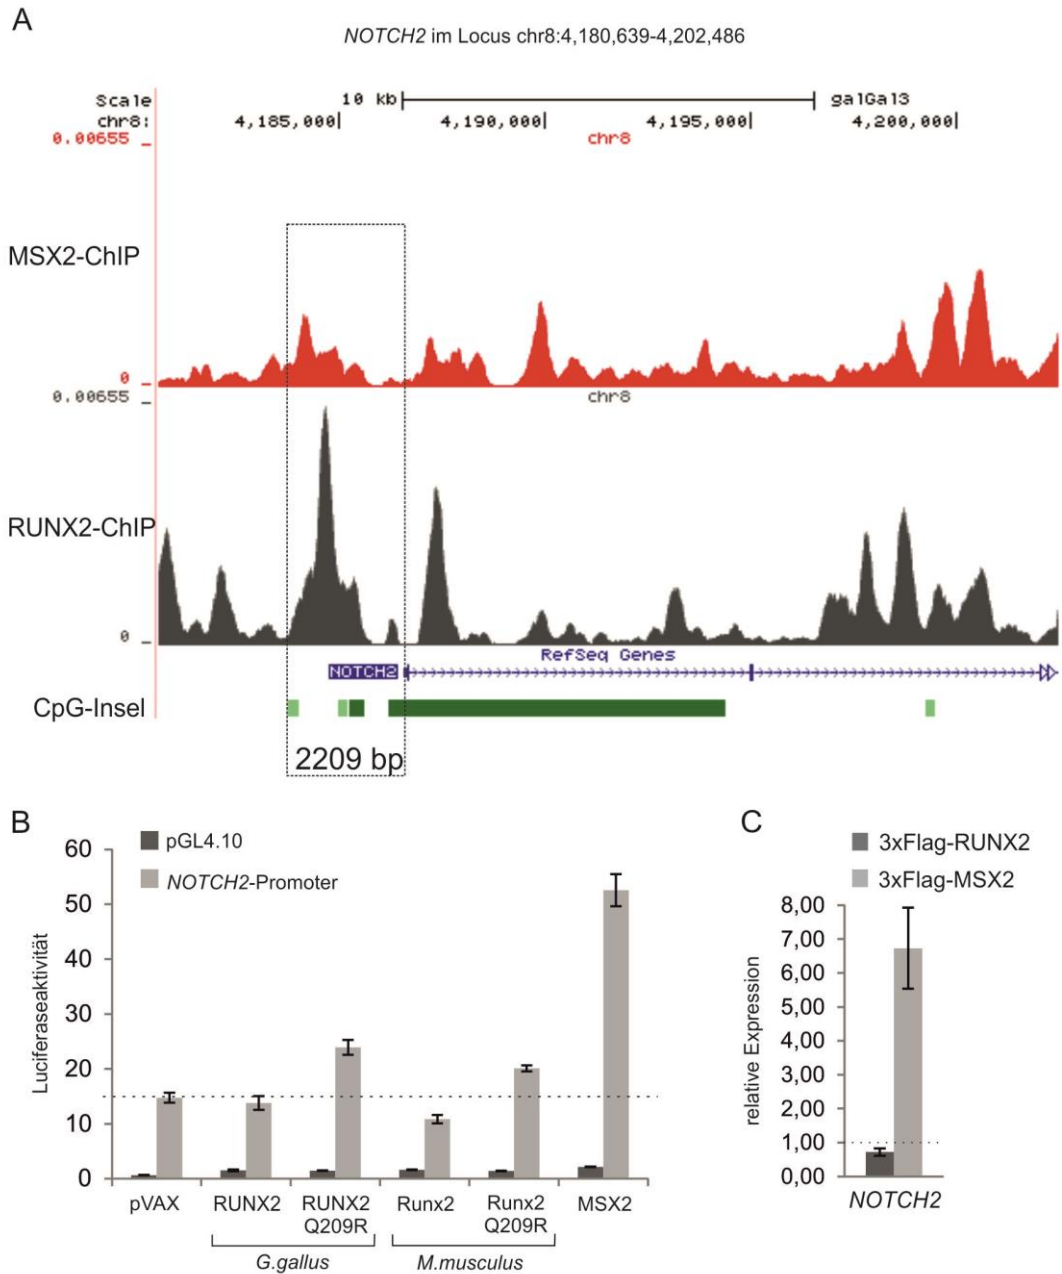 A
NOTCH2 im Locus chr8:4,180,639-4,202,486
Scale 10 kb galGal3
chr8: 4,185,000 4,190,000 4,195,000 4,200,000
0.00655 _ chr8
MSX2-ChIP
0 _
0.00655 _ chr8
RUNX2-ChIP
0 _
RefSeq Genes
NOTCH2
CpG-Insel
2209 bp
B
pGL4.10
NOTCH2-Promoter
Luciferaseaktivität
60
50
40
30
20
10
0
pVAX RUNX2 RUNX2 Runx2 Runx2 MSX2
Q209R Q209R
G.gallus M.musculus
C
3xFlag-RUNX2
3xFlag-MSX2
relative Expression
8,00
7,00
6,00
5,00
4,00
3,00
2,00
1,00
0,00
NOTCH2